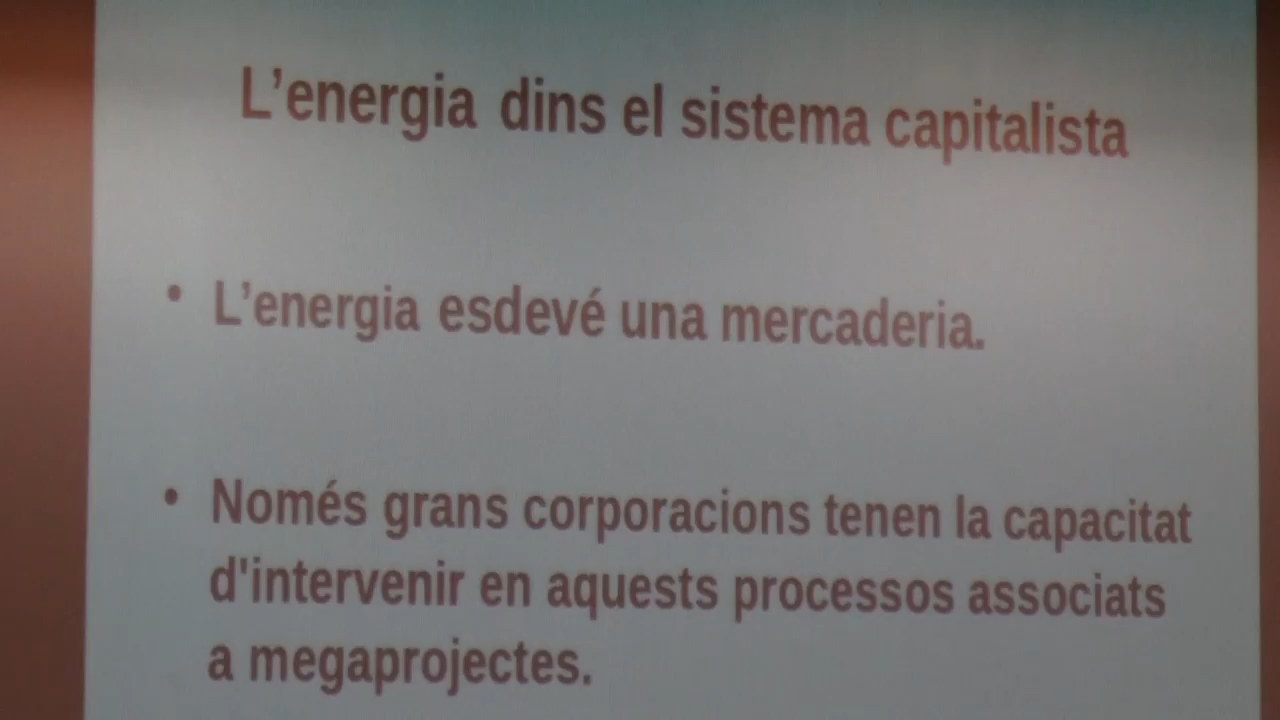 L’energia dins el sistema capitalista
• L’energia esdevé una mercaderia.
• Només grans corporacions tenen la capacitat
d'intervenir en aquests processos associats
a megaprojectes.